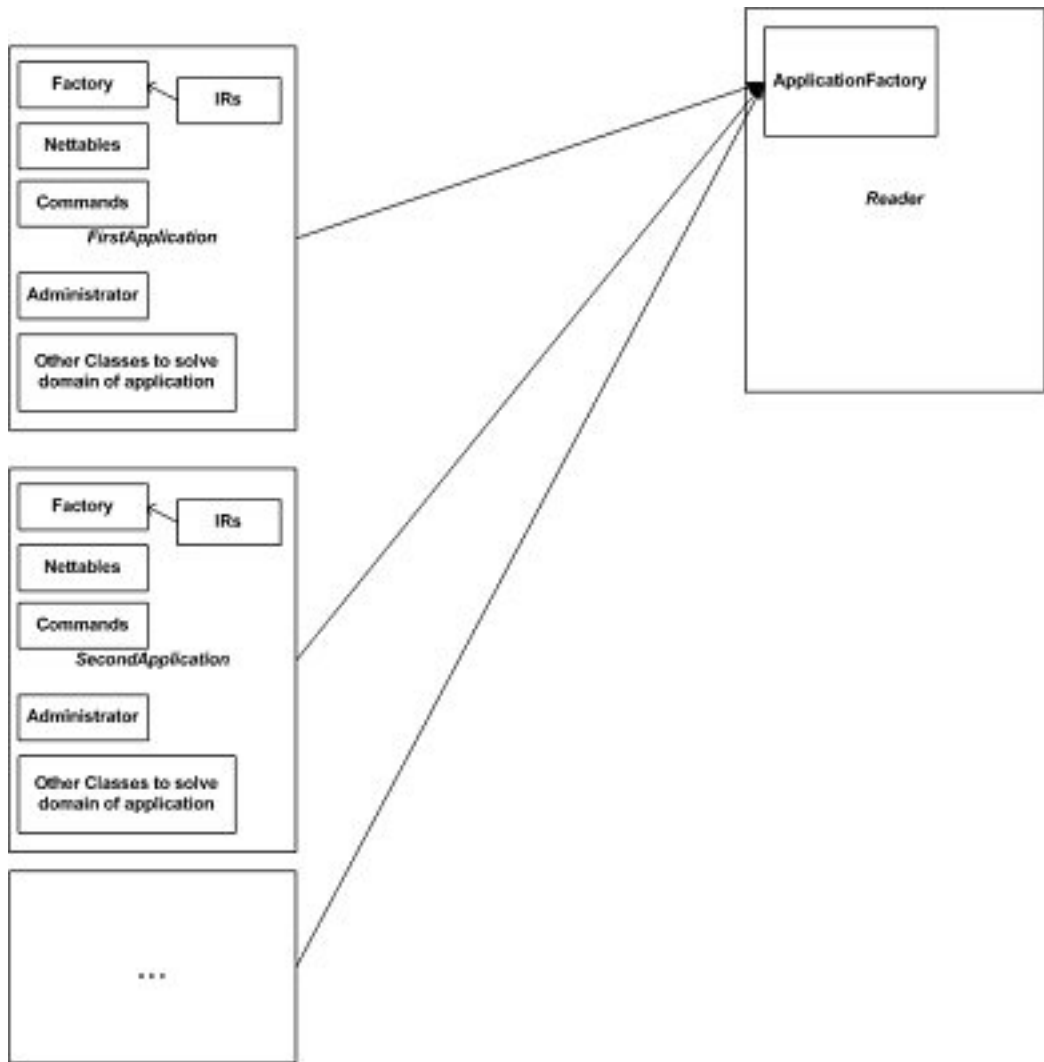 Factory
IRs
Nettables
Commands
FirstApplication
Administrator
Other Classes to solve
domain of application
ApplicationFactory
Reader
Factory
IRs
Nettables
Commands
SecondApplication
Administrator
Other Classes to solve
domain of application
...